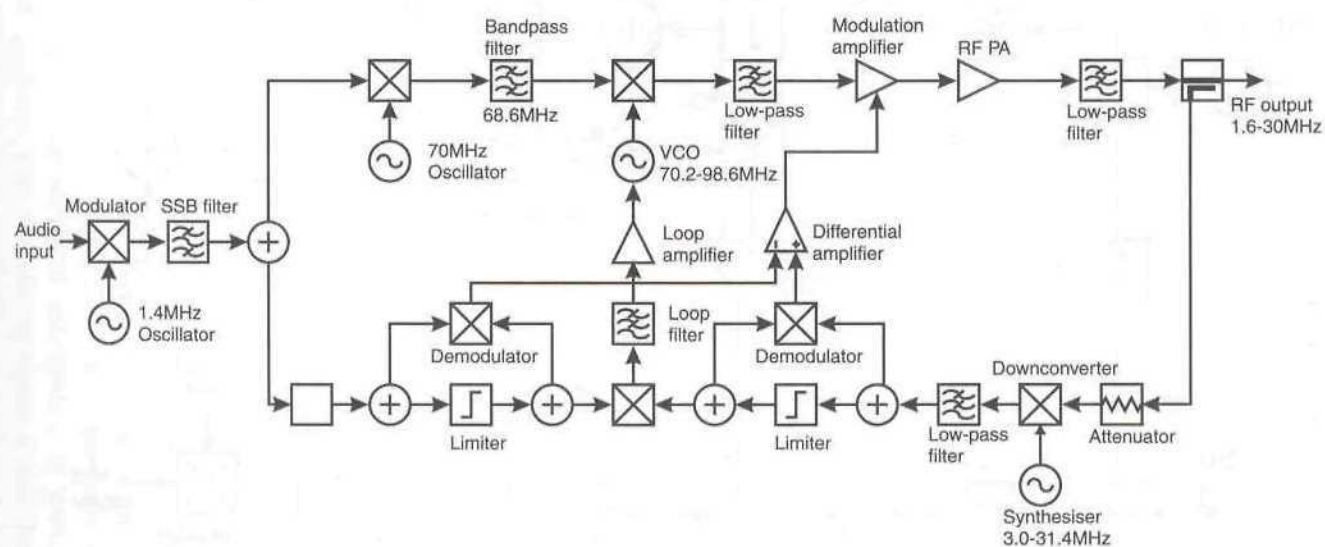 Bandpass
filter
68.6MHz
70MHz
Oscillator
VCO
70.2-98.6MHz
Low-pass
filter
Modulation
amplifier
RF PA
Low-pass
filter
RF output
1.6-30MHz
Modulator
SSB filter
Audio
input
1.4MHz
Oscillator
Loop
amplifier
Differential
amplifier
Loop
filter
Demodulator
Demodulator
Limiter
Limiter
Low-pass
filter
Downconverter
Attenuator
Synthesiser
3.0-31.4MHz